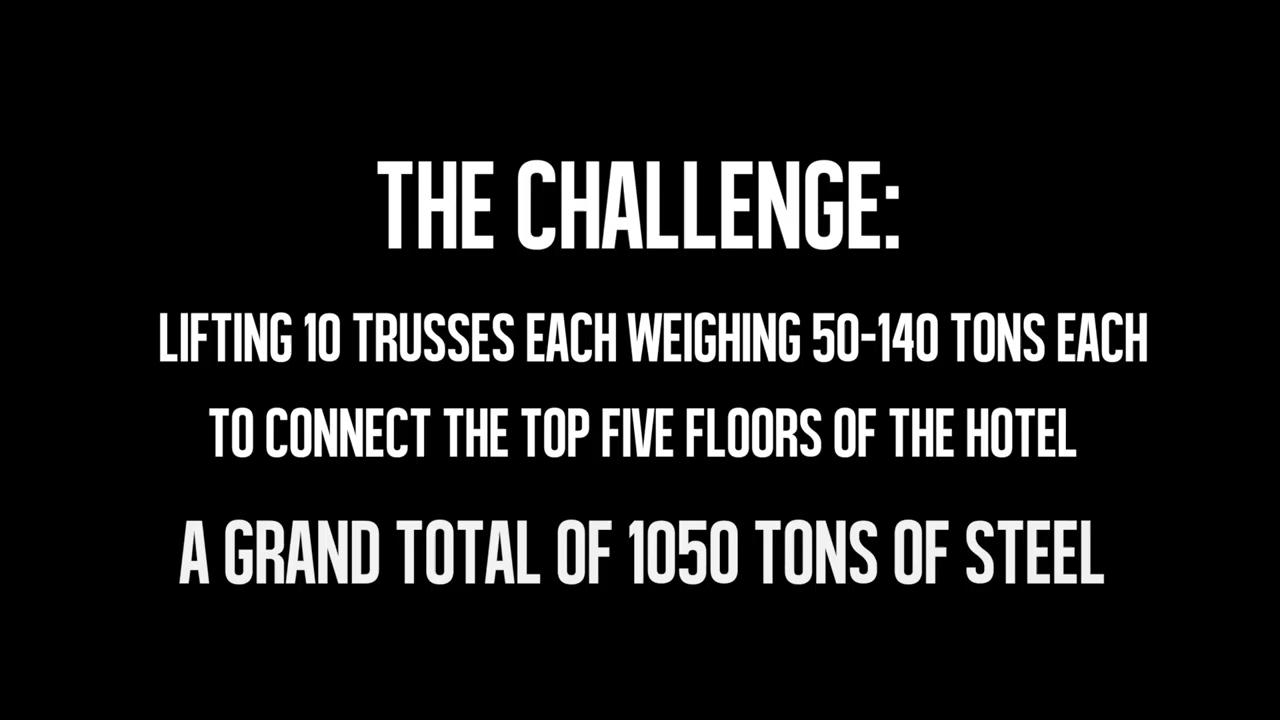 THE CHALLENGE:
LIFTING 10 TRUSSES EACH WEIGHING 50-140 TONS EACH
TO CONNECT THE TOP FIVE FLOORS OF THE HOTEL
A GRAND TOTAL OF 1050 TONS OF STEEL